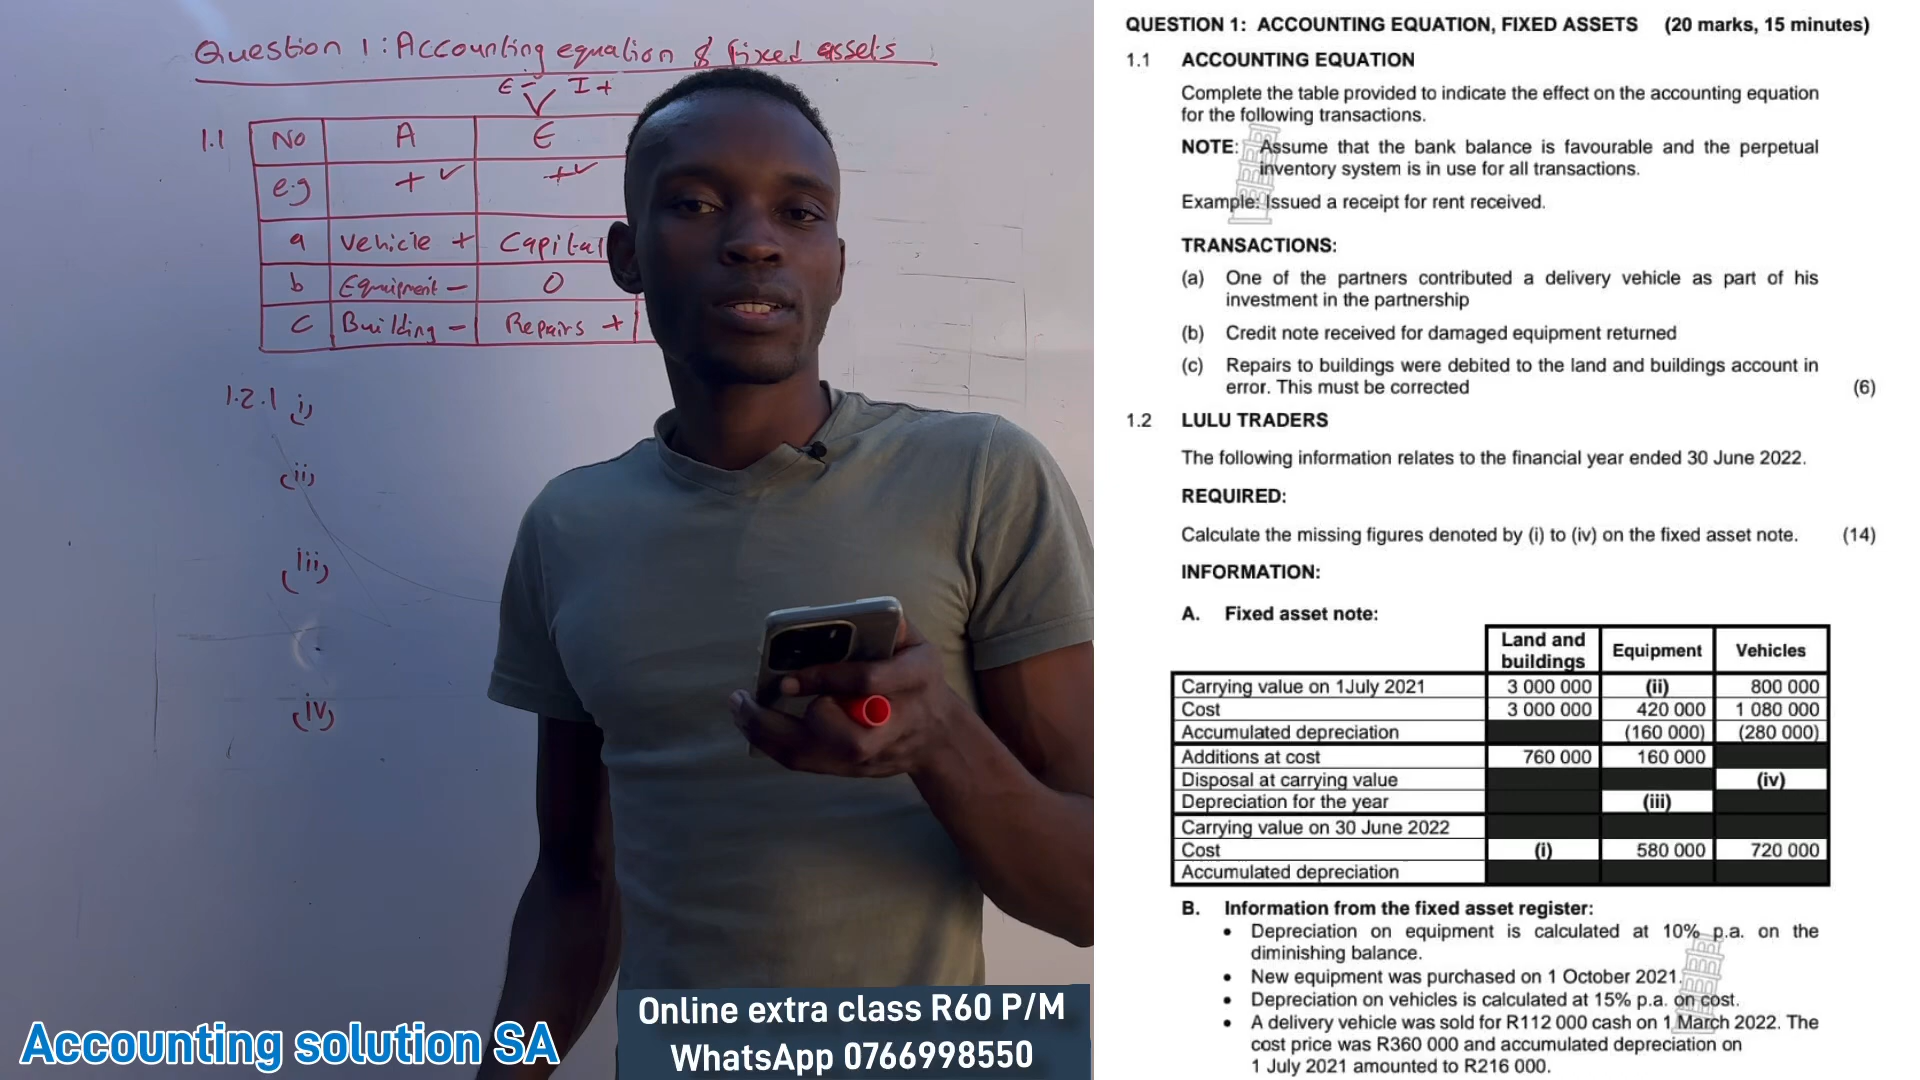 Question 1: Accounting equation & fixed assets
E - I +
1.1 No A E
e.g + ✓ + ✓
a Vehicle + Capital
b Equipment - 0
c Building - Repairs +
1.2.1 i)
(ii)
(iii)
(iv)
Accounting solution SA
Online extra class R60 P/M
WhatsApp 0766998550
QUESTION 1: ACCOUNTING EQUATION, FIXED ASSETS (20 marks, 15 minutes)
1.1 ACCOUNTING EQUATION
Complete the table provided to indicate the effect on the accounting equation
for the following transactions.
NOTE: Assume that the bank balance is favourable and the perpetual
inventory system is in use for all transactions.
Example: Issued a receipt for rent received.
TRANSACTIONS:
(a) One of the partners contributed a delivery vehicle as part of his
investment in the partnership
(b) Credit note received for damaged equipment returned
(c) Repairs to buildings were debited to the land and buildings account in
error. This must be corrected (6)
1.2 LULU TRADERS
The following information relates to the financial year ended 30 June 2022.
REQUIRED:
Calculate the missing figures denoted by (i) to (iv) on the fixed asset note. (14)
INFORMATION:
A. Fixed asset note:
Land and
buildings Equipment Vehicles
Carrying value on 1July 2021 3 000 000 (ii) 800 000
Cost 3 000 000 420 000 1 080 000
Accumulated depreciation (160 000) (280 000)
Additions at cost 760 000 160 000
Disposal at carrying value (iv)
Depreciation for the year (iii)
Carrying value on 30 June 2022
Cost (i) 580 000 720 000
Accumulated depreciation
B. Information from the fixed asset register:
• Depreciation on equipment is calculated at 10% p.a. on the
diminishing balance.
• New equipment was purchased on 1 October 2021.
• Depreciation on vehicles is calculated at 15% p.a. on cost.
• A delivery vehicle was sold for R112 000 cash on 1 March 2022. The
cost price was R360 000 and accumulated depreciation on
1 July 2021 amounted to R216 000.